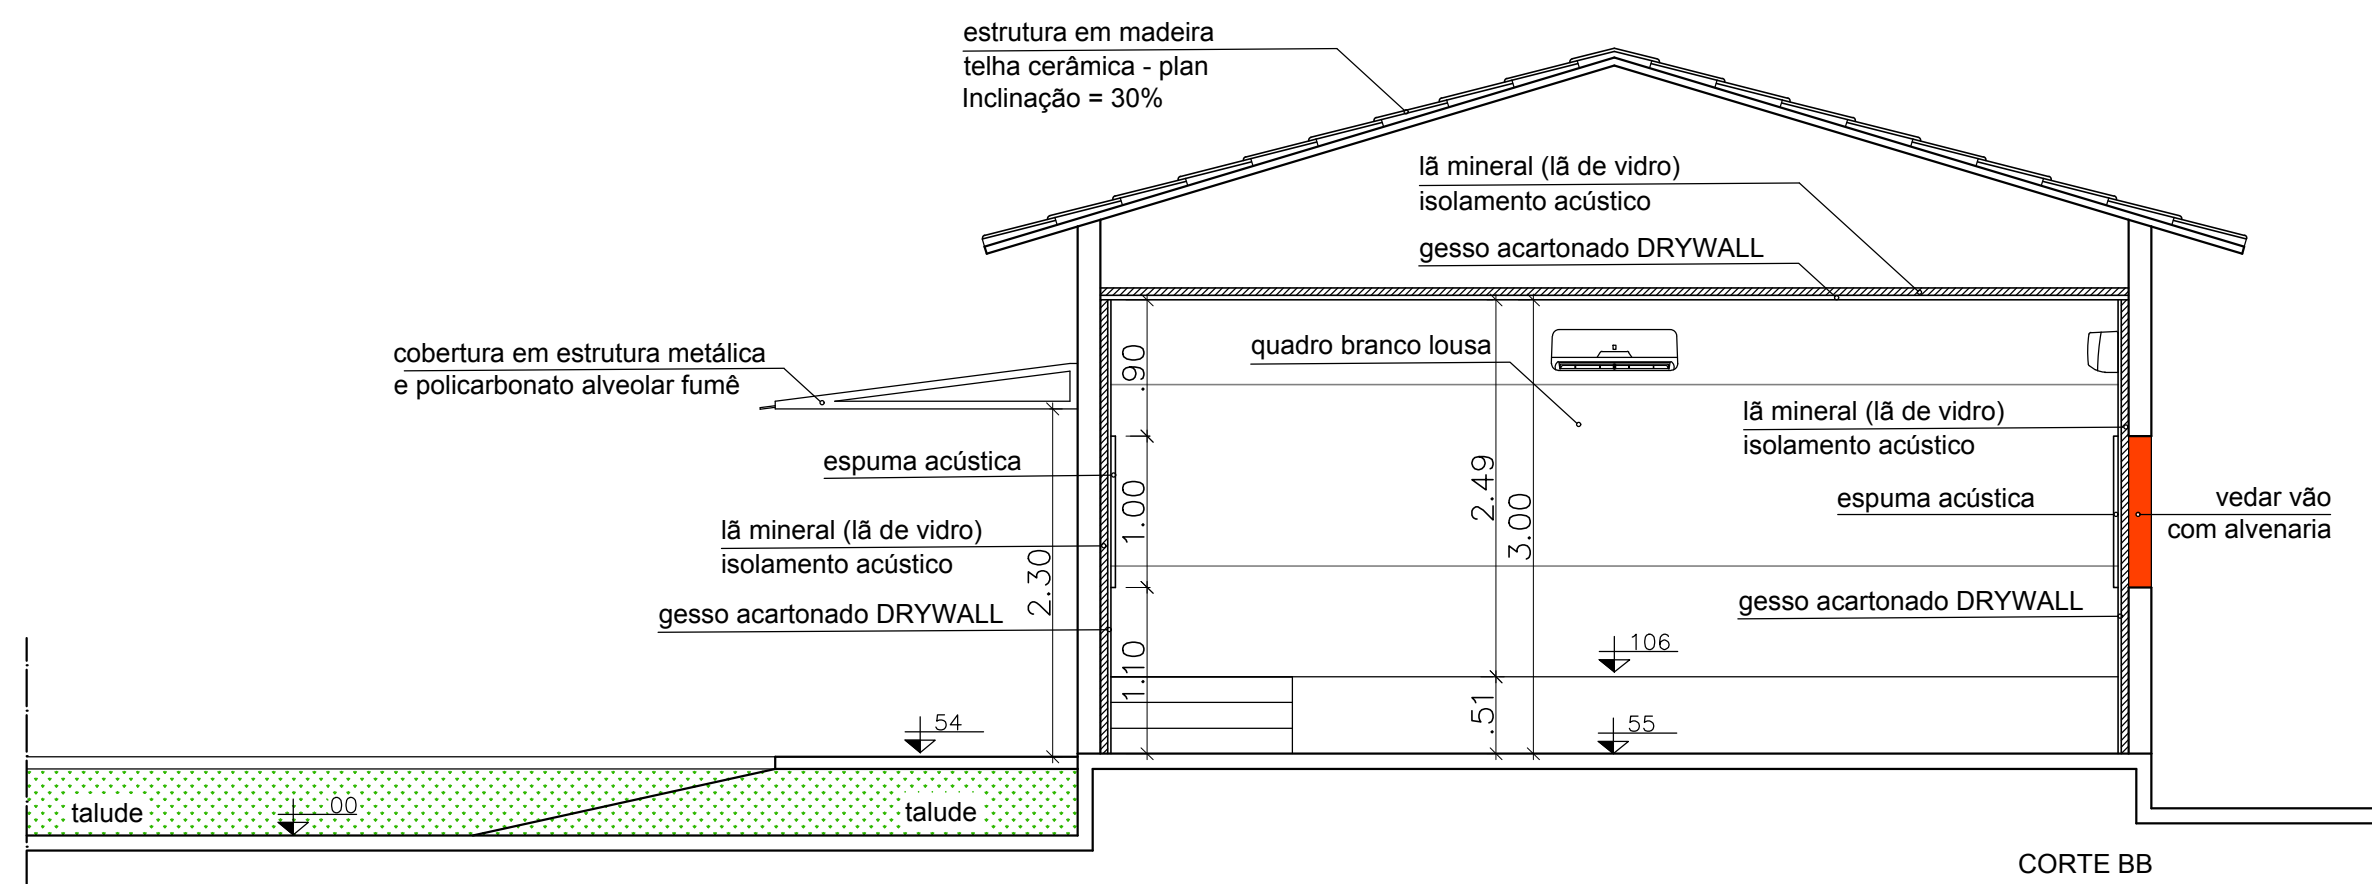 estrutura em madeira
telha cerâmica - plan
Inclinação = 30%
lã mineral (lã de vidro)
isolamento acústico
gesso acartonado DRYWALL
cobertura em estrutura metálica
e policarbonato alveolar fumê
quadro branco lousa
.90
lã mineral (lã de vidro)
isolamento acústico
espuma acústica
1.00
2.49
3.00
espuma acústica
vedar vão
com alvenaria
lã mineral (lã de vidro)
isolamento acústico
2.30
gesso acartonado DRYWALL
gesso acartonado DRYWALL
1.10
106
.51
54
55
talude
00
talude
CORTE BB